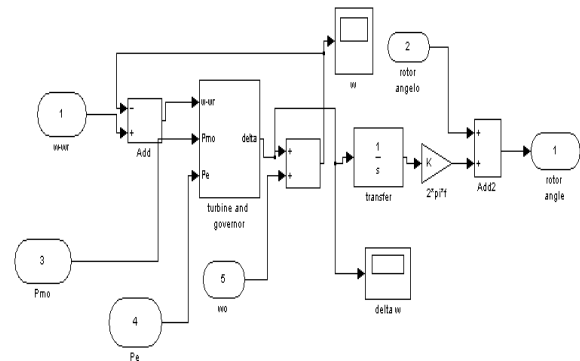 2
rotor
angelo
w
1
w-wr
−
+
Add
w-wr
Pmo
Pe
delta
turbine and
governor
+
+
1
s
transfer
K
2*pi*f
+
+
Add2
1
rotor
angle
3
Pmo
4
Pe
5
wo
delta w